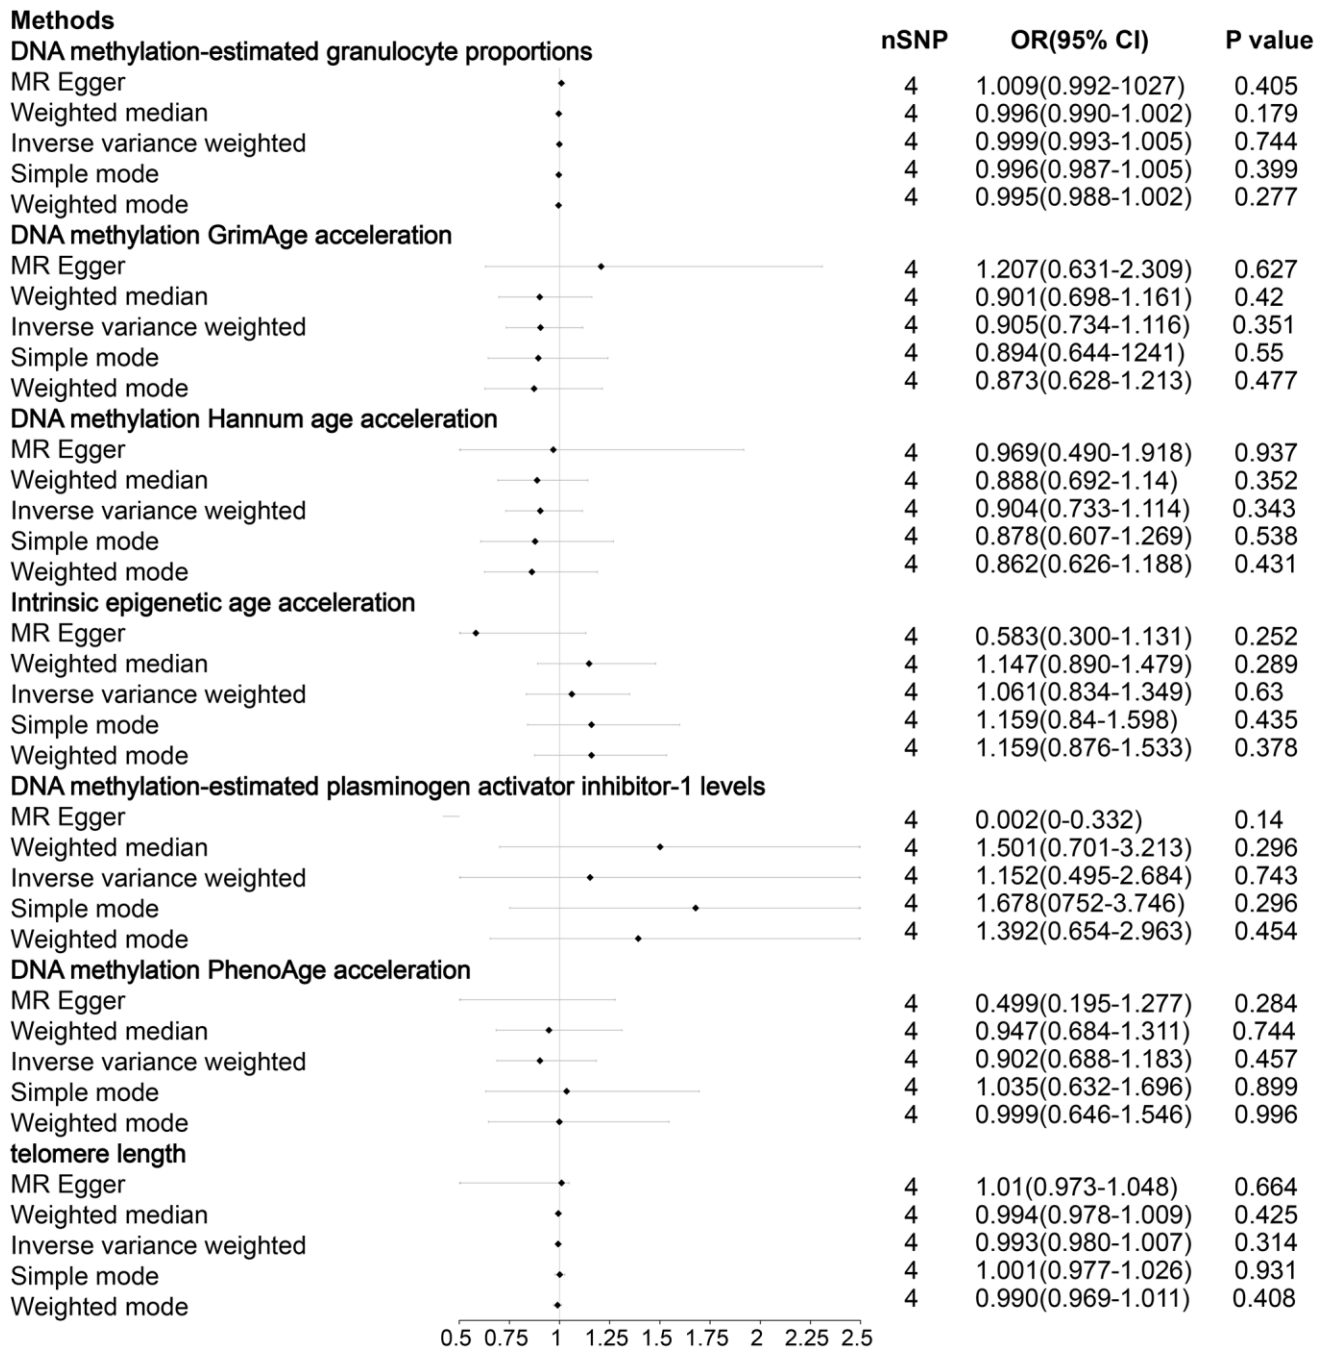 Methods nSNP OR(95% CI) P value
DNA methylation-estimated granulocyte proportions
MR Egger 4 1.009(0.992-1027) 0.405
Weighted median 4 0.996(0.990-1.002) 0.179
Inverse variance weighted 4 0.999(0.993-1.005) 0.744
Simple mode 4 0.996(0.987-1.005) 0.399
Weighted mode 4 0.995(0.988-1.002) 0.277
DNA methylation GrimAge acceleration
MR Egger 4 1.207(0.631-2.309) 0.627
Weighted median 4 0.901(0.698-1.161) 0.42
Inverse variance weighted 4 0.905(0.734-1.116) 0.351
Simple mode 4 0.894(0.644-1241) 0.55
Weighted mode 4 0.873(0.628-1.213) 0.477
DNA methylation Hannum age acceleration
MR Egger 4 0.969(0.490-1.918) 0.937
Weighted median 4 0.888(0.692-1.14) 0.352
Inverse variance weighted 4 0.904(0.733-1.114) 0.343
Simple mode 4 0.878(0.607-1.269) 0.538
Weighted mode 4 0.862(0.626-1.188) 0.431
Intrinsic epigenetic age acceleration
MR Egger 4 0.583(0.300-1.131) 0.252
Weighted median 4 1.147(0.890-1.479) 0.289
Inverse variance weighted 4 1.061(0.834-1.349) 0.63
Simple mode 4 1.159(0.84-1.598) 0.435
Weighted mode 4 1.159(0.876-1.533) 0.378
DNA methylation-estimated plasminogen activator inhibitor-1 levels
MR Egger 4 0.002(0-0.332) 0.14
Weighted median 4 1.501(0.701-3.213) 0.296
Inverse variance weighted 4 1.152(0.495-2.684) 0.743
Simple mode 4 1.678(0752-3.746) 0.296
Weighted mode 4 1.392(0.654-2.963) 0.454
DNA methylation PhenoAge acceleration
MR Egger 4 0.499(0.195-1.277) 0.284
Weighted median 4 0.947(0.684-1.311) 0.744
Inverse variance weighted 4 0.902(0.688-1.183) 0.457
Simple mode 4 1.035(0.632-1.696) 0.899
Weighted mode 4 0.999(0.646-1.546) 0.996
telomere length
MR Egger 4 1.01(0.973-1.048) 0.664
Weighted median 4 0.994(0.978-1.009) 0.425
Inverse variance weighted 4 0.993(0.980-1.007) 0.314
Simple mode 4 1.001(0.977-1.026) 0.931
Weighted mode 4 0.990(0.969-1.011) 0.408
0.5 0.75 1 1.25 1.5 1.75 2 2.25 2.5